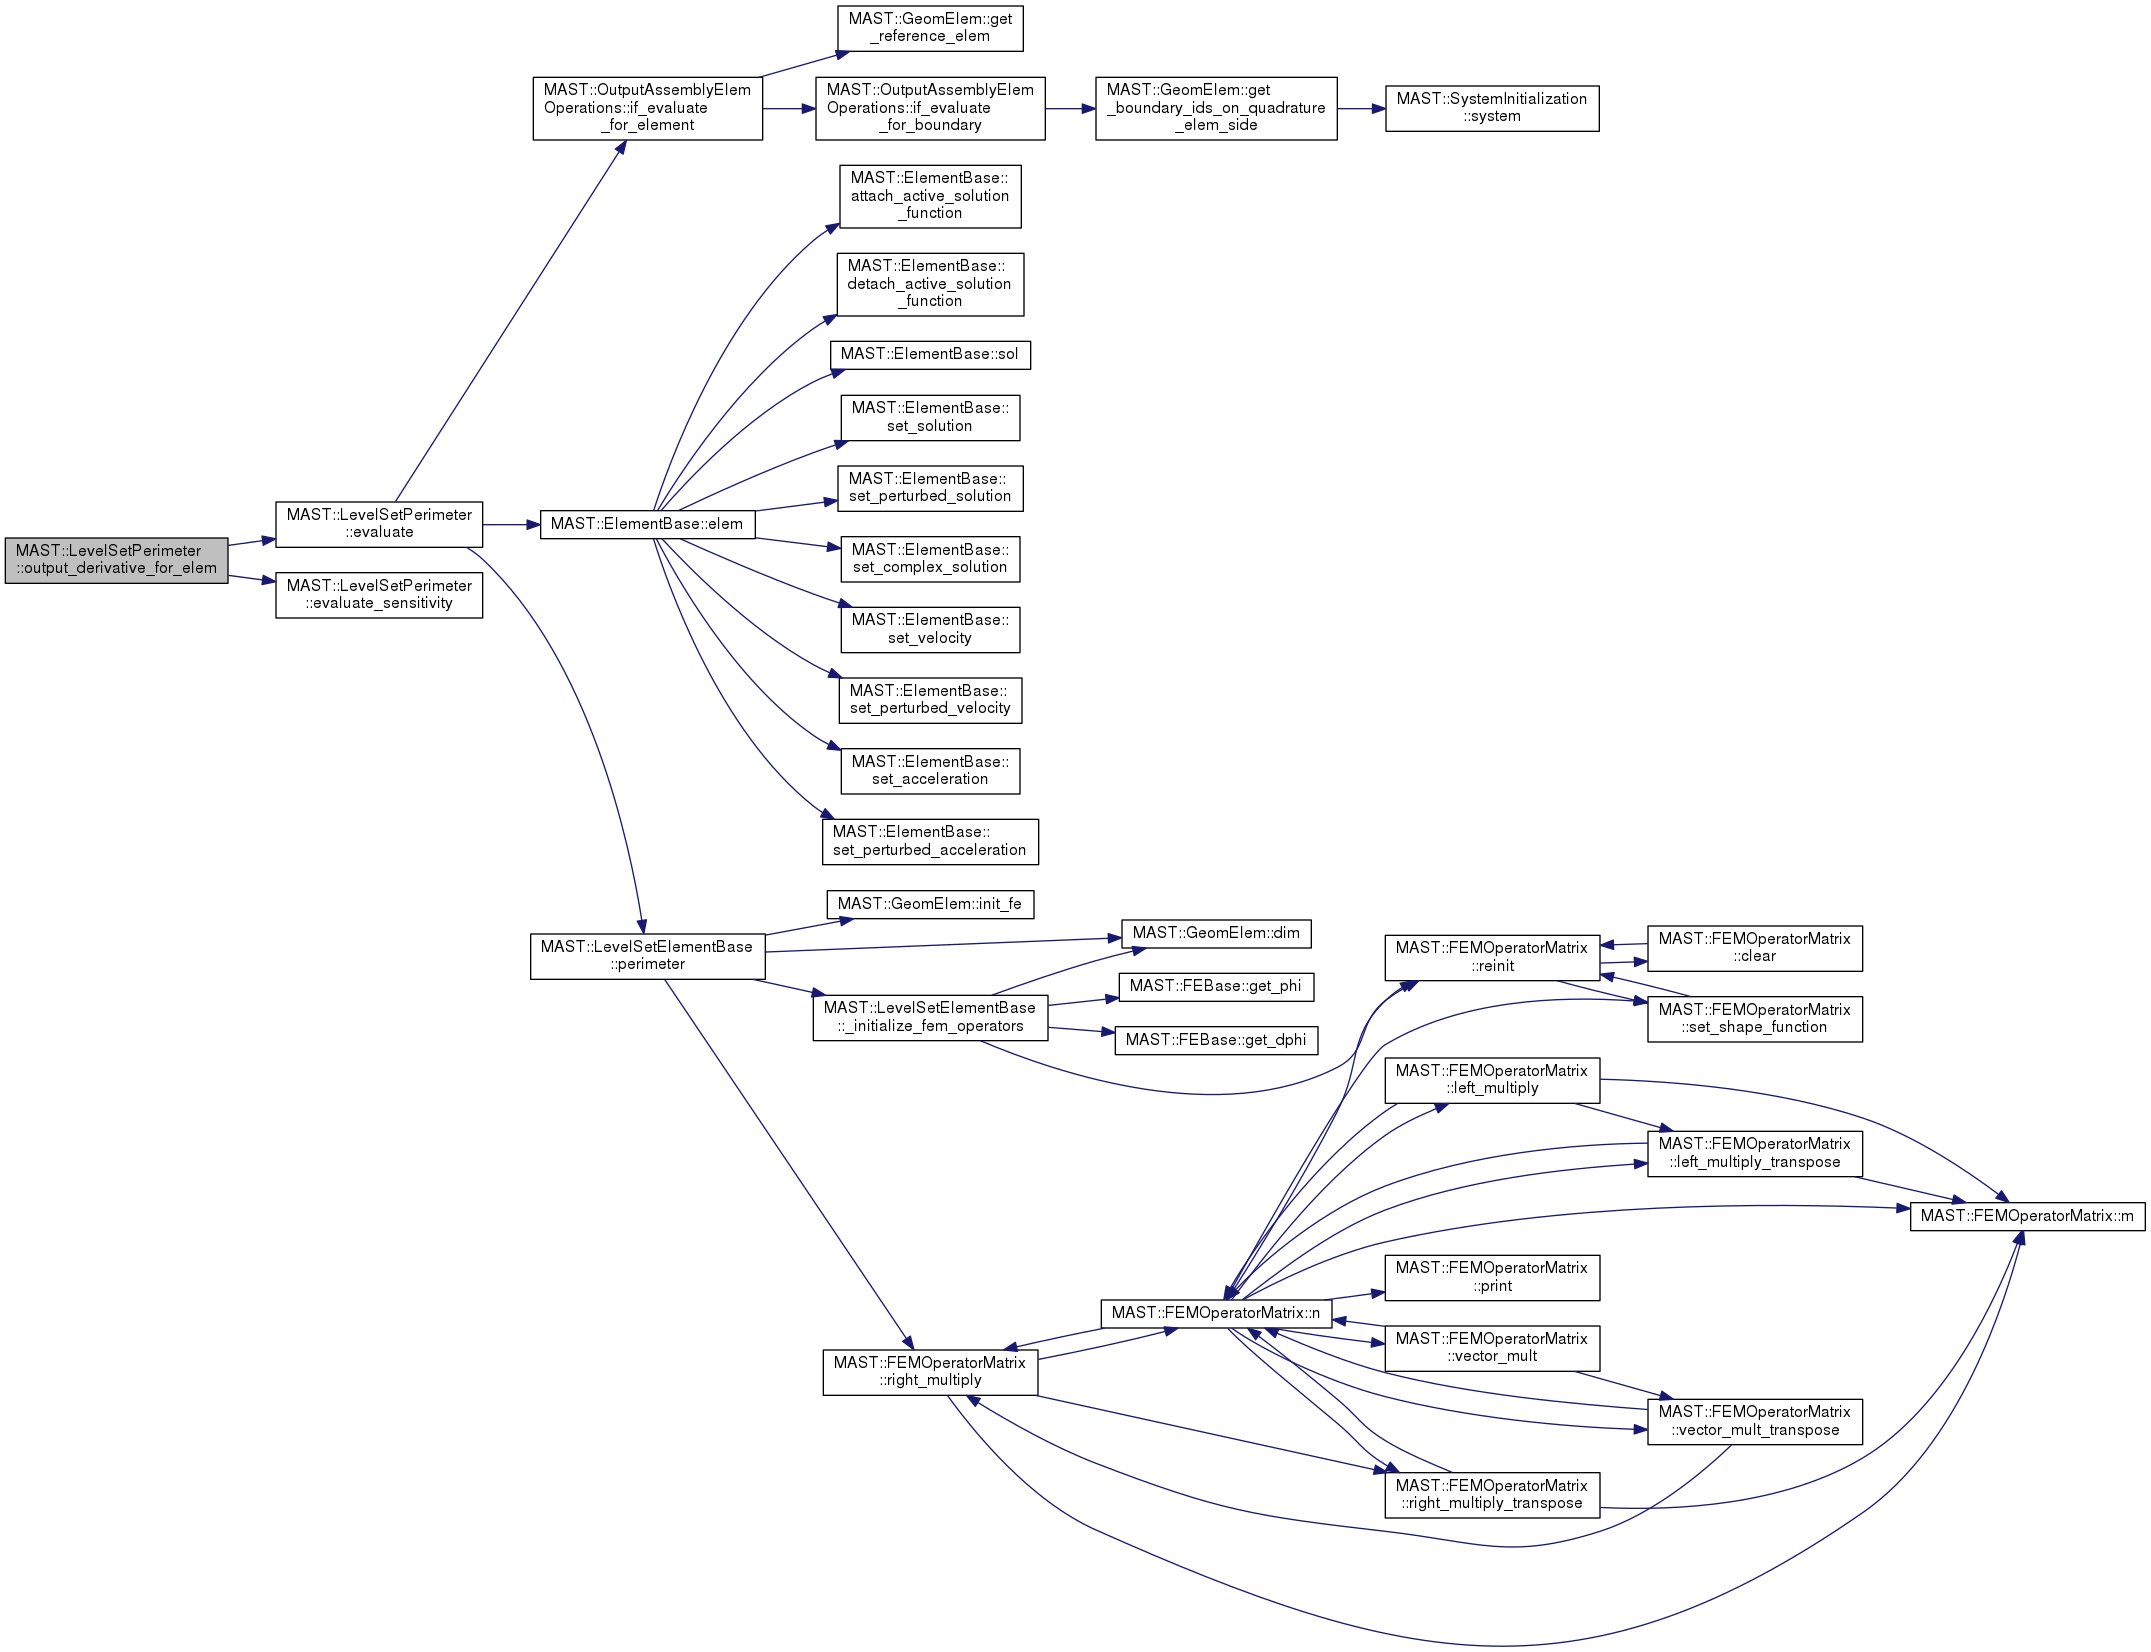 MAST::LevelSetPerimeter
::output_derivative_for_elem
MAST::LevelSetPerimeter
::evaluate
MAST::LevelSetPerimeter
::evaluate_sensitivity
MAST::OutputAssemblyElem
Operations::if_evaluate
_for_element
MAST::GeomElem::get
_reference_elem
MAST::OutputAssemblyElem
Operations::if_evaluate
_for_boundary
MAST::GeomElem::get
_boundary_ids_on_quadrature
_elem_side
MAST::SystemInitialization
::system
MAST::ElementBase::elem
MAST::ElementBase::
attach_active_solution
_function
MAST::ElementBase::
detach_active_solution
_function
MAST::ElementBase::sol
MAST::ElementBase::
set_solution
MAST::ElementBase::
set_perturbed_solution
MAST::ElementBase::
set_complex_solution
MAST::ElementBase::
set_velocity
MAST::ElementBase::
set_perturbed_velocity
MAST::ElementBase::
set_acceleration
MAST::ElementBase::
set_perturbed_acceleration
MAST::LevelSetElementBase
::perimeter
MAST::GeomElem::init_fe
MAST::GeomElem::dim
MAST::LevelSetElementBase
::_initialize_fem_operators
MAST::FEBase::get_phi
MAST::FEBase::get_dphi
MAST::FEMOperatorMatrix
::reinit
MAST::FEMOperatorMatrix
::clear
MAST::FEMOperatorMatrix
::set_shape_function
MAST::FEMOperatorMatrix
::left_multiply
MAST::FEMOperatorMatrix
::left_multiply_transpose
MAST::FEMOperatorMatrix::m
MAST::FEMOperatorMatrix::n
MAST::FEMOperatorMatrix
::print
MAST::FEMOperatorMatrix
::vector_mult
MAST::FEMOperatorMatrix
::right_multiply
MAST::FEMOperatorMatrix
::vector_mult_transpose
MAST::FEMOperatorMatrix
::right_multiply_transpose